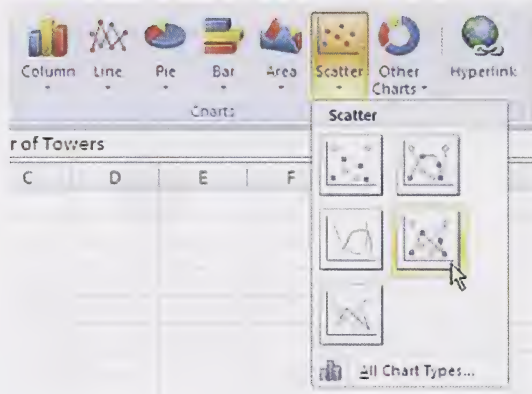 Column Line Pie Bar Area Scatter Other Charts Hyperlink
Charts
Scatter
r of Towers
C D E F
All Chart Types...